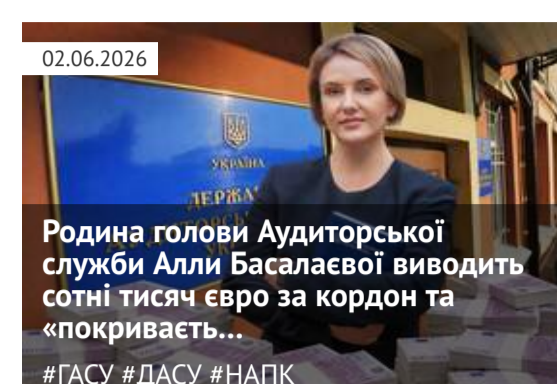 02.06.2026
УКРАЇНА
ДЕРЖА
Родина голови Аудиторської
служби Алли Басалаєвої виводить
сотні тисяч євро за кордон та
«покриваєть...
#ГАСУ #ДАСУ #НАПК